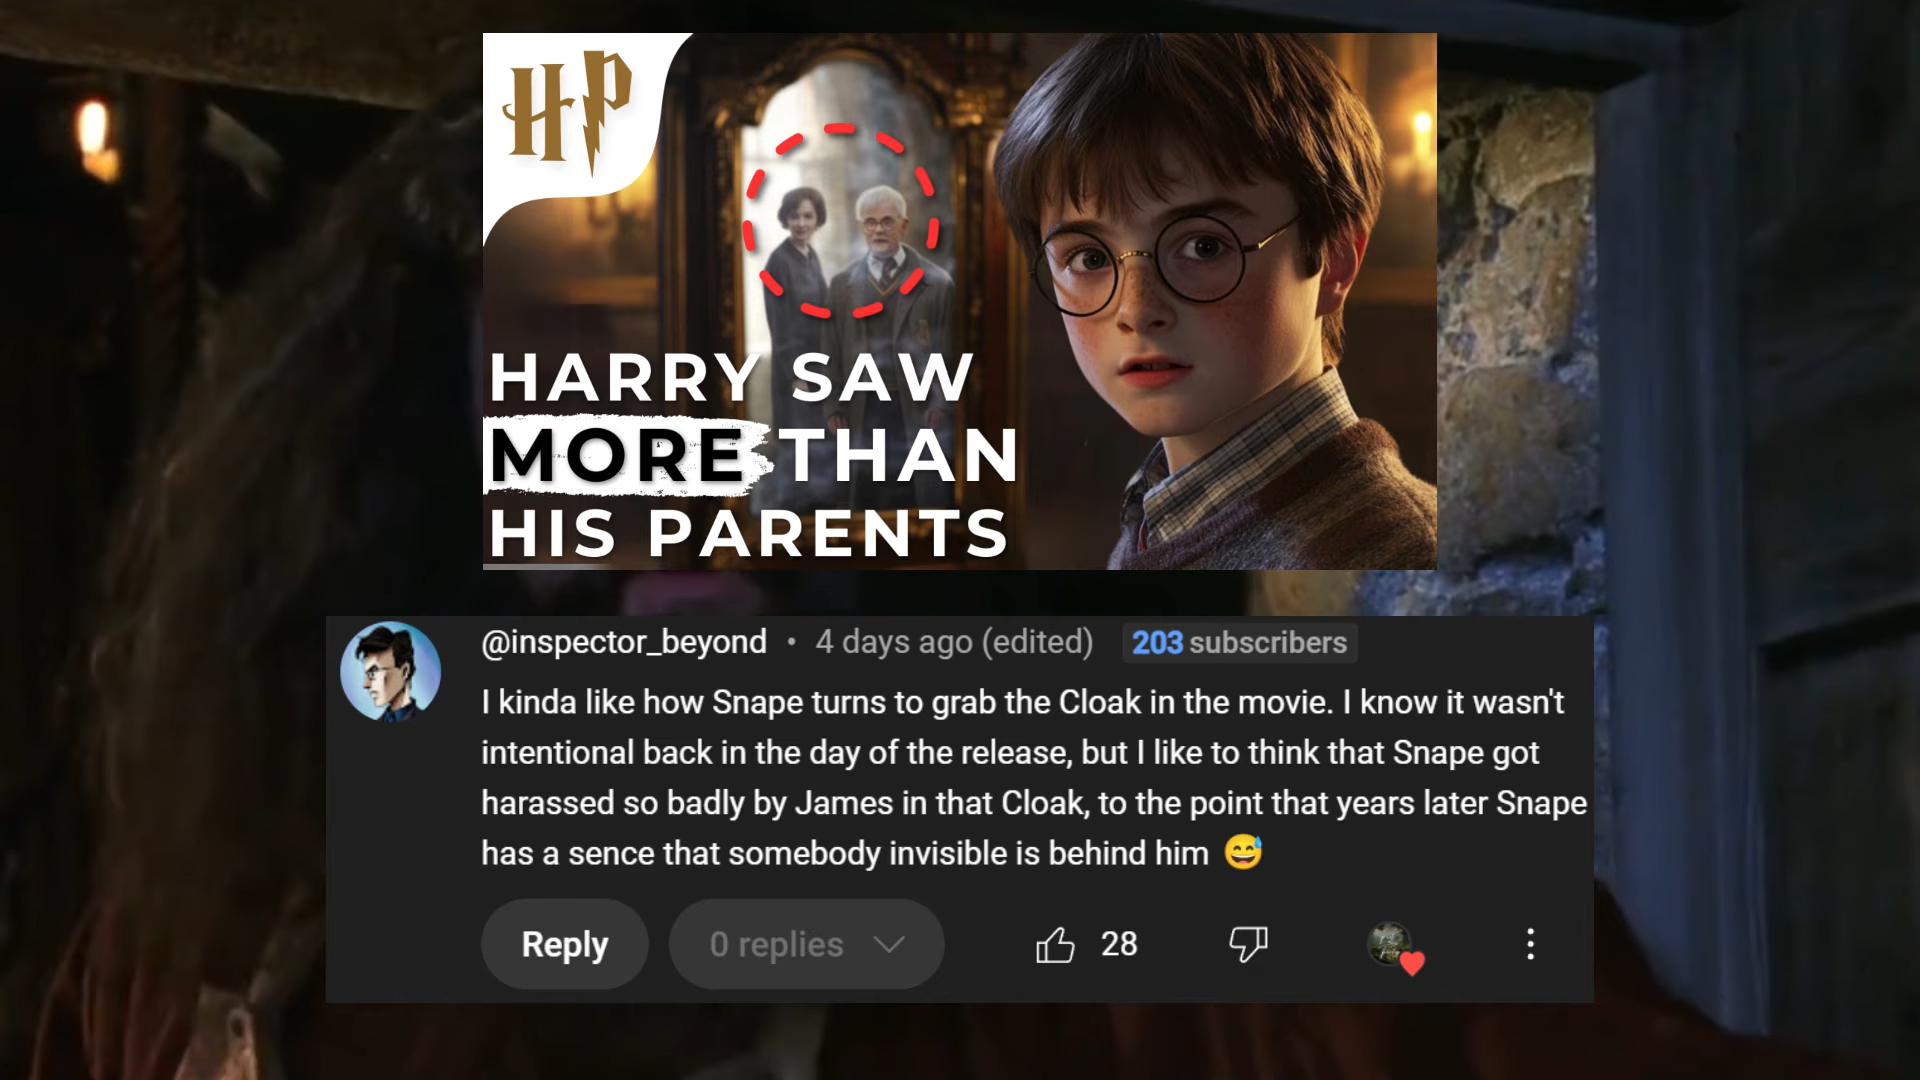 HP
HARRY SAW
MORE THAN
HIS PARENTS
@inspector_beyond • 4 days ago (edited) 203 subscribers
I kinda like how Snape turns to grab the Cloak in the movie. I know it wasn't
intentional back in the day of the release, but I like to think that Snape got
harassed so badly by James in that Cloak, to the point that years later Snape
has a sence that somebody invisible is behind him 😅
Reply 0 replies 28